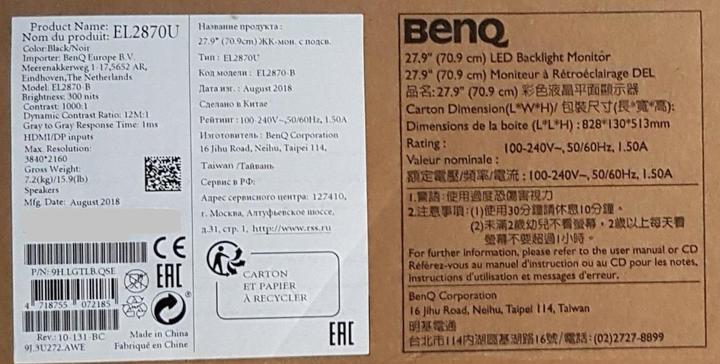 Product Name: EL2870U
Nom du produit:
Color:Black/Noir
Importer: BenQ Europe B.V.
Meerenakkerweg 1-17,5652 AR,
Eindhoven,The Netherlands
Model: EL2870-B
Brightness: 300 nits
Contrast: 1000:1
Dynamic Contrast Ratio: 12M:1
Gray to Gray Response Time: 1ms
HDMI/DP inputs
Max. Resolution:
3840*2160
Gross Weight:
7.2(kg)/15.9(lb)
Speakers
Mfg. Date: August 2018
CE
P/N: 9H.LGTLB.QSE
EAC
4 718755 072185
Rev.: 10-131-BC
9J.3U272.AWE
Made in China
Fabriqué en Chine
Название продукта :
27.9" (70.9cm) ЖК-мон. с подсв.
Тип : EL2870U
Код модели : EL2870-B
Дата изг. : August 2018
Сделано в Китае
Рейтинг : 100-240V~,50/60Hz, 1.50A
Изготовитель : BenQ Corporation
16 Jihu Road, Neihu, Taipei 114,
Taiwan /Тайвань
Сервис в РФ:
Адрес сервисного центра: 127410,
г. Москва, Алтуфьевское шоссе,
д.31, стр. 1, http://www.rss.ru
CARTON
ET PAPIER
À RECYCLER
EAC
BenQ
27.9" (70.9 cm) LED Backlight Monitor
27.9" (70.9 cm) Moniteur à Rétroéclairage DEL
品名:27.9" (70.9 cm) 彩色液晶平面顯示器
Carton Dimension(L*W*H)/ 包裝尺寸(長*寬*高):
Dimensions de la boîte (L*L*H) : 828*130*513mm
Rating : 100-240V~, 50/60Hz, 1.50A
Valeur nominale :
額定電壓/頻率/電流 : 100-240V~, 50/60Hz, 1.50A
1.警語:使用過度恐傷害視力
2.注意事項:(1)使用30分鐘請休息10分鐘。
(2)未滿2歲幼兒不看螢幕，2歲以上每天看
螢幕不要超過1小時。
For further information, please refer to the user manual or CD
Référez-vous au manuel d'instruction ou au CD pour les notes,
instructions d'utilisation et messages d'erreur.
BenQ Corporation
16 Jihu Road, Neihu, Taipei 114, Taiwan
明基電通
台北市114內湖區基湖路16號/電話:(02)2727-8899